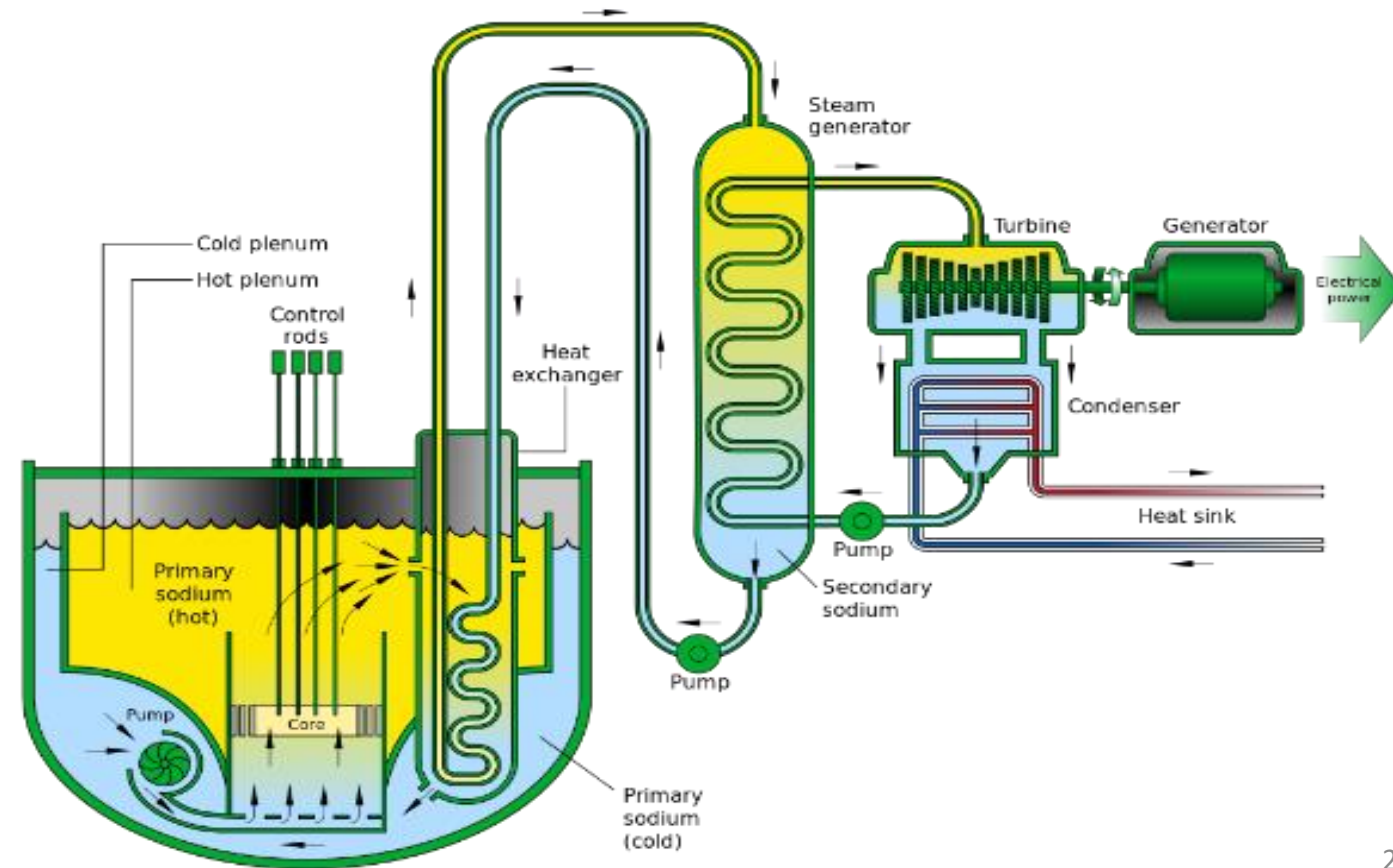 Steam
generator
Turbine
Generator
Electrical
power
Cold plenum
Hot plenum
Control
rods
Heat
exchanger
Condenser
Heat sink
Pump
Secondary
sodium
Primary
sodium
(hot)
Pump
Pump
Core
Primary
sodium
(cold)
2